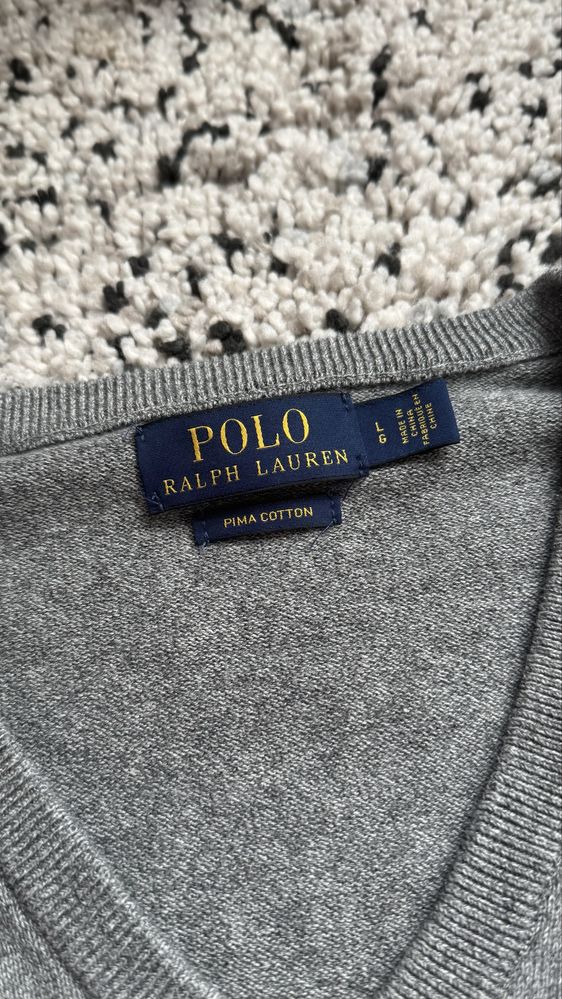 POLO
RALPH LAUREN
L
G
MADE IN
CHINA
FABRIQUÉ EN
CHINE
PIMA COTTON